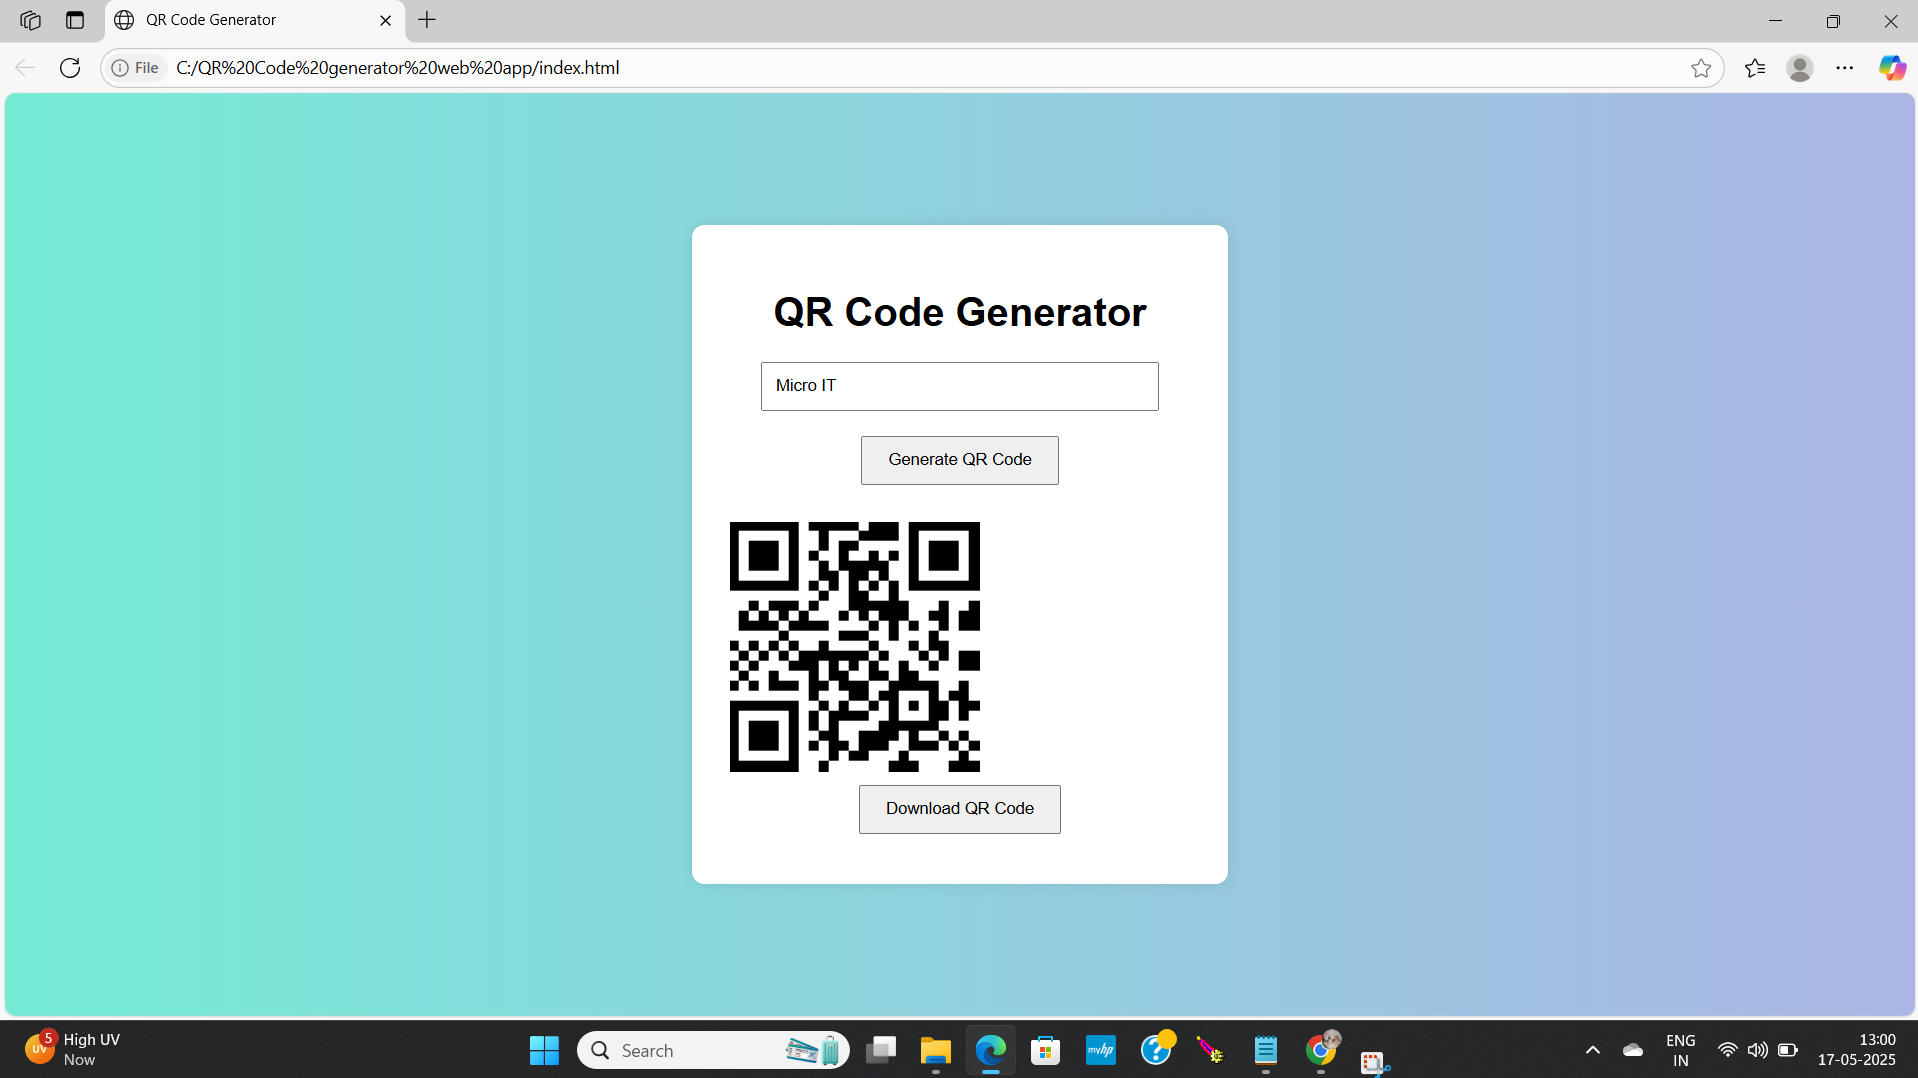 QR Code Generator
File
C:/QR%20Code%20generator%20web%20app/index.html
QR Code Generator
Micro IT
Generate QR Code
Download QR Code
5
UV
High UV
Now
Search
myhp
ENG
IN
13:00
17-05-2025